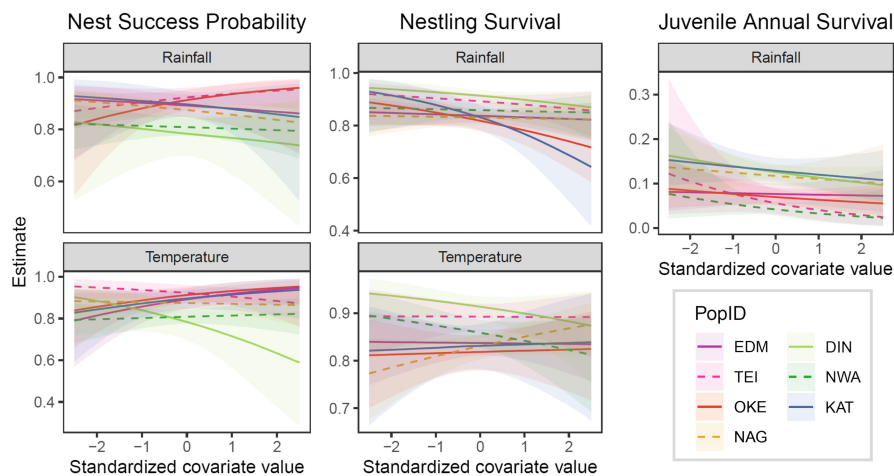 Nest Success Probability
Nestling Survival
Juvenile Annual Survival
Rainfall
Rainfall
Rainfall
1.0
0.8
0.6
1.0
0.8
0.6
0.4
0.3
0.2
0.1
0.0
−2 −1 0 1 2
Standardized covariate value
Estimate
Temperature
Temperature
1.0
0.8
0.6
0.4
0.9
0.8
0.7
−2 −1 0 1 2
−2 −1 0 1 2
Standardized covariate value
Standardized covariate value
PopID
EDM
TEI
OKE
NAG
DIN
NWA
KAT